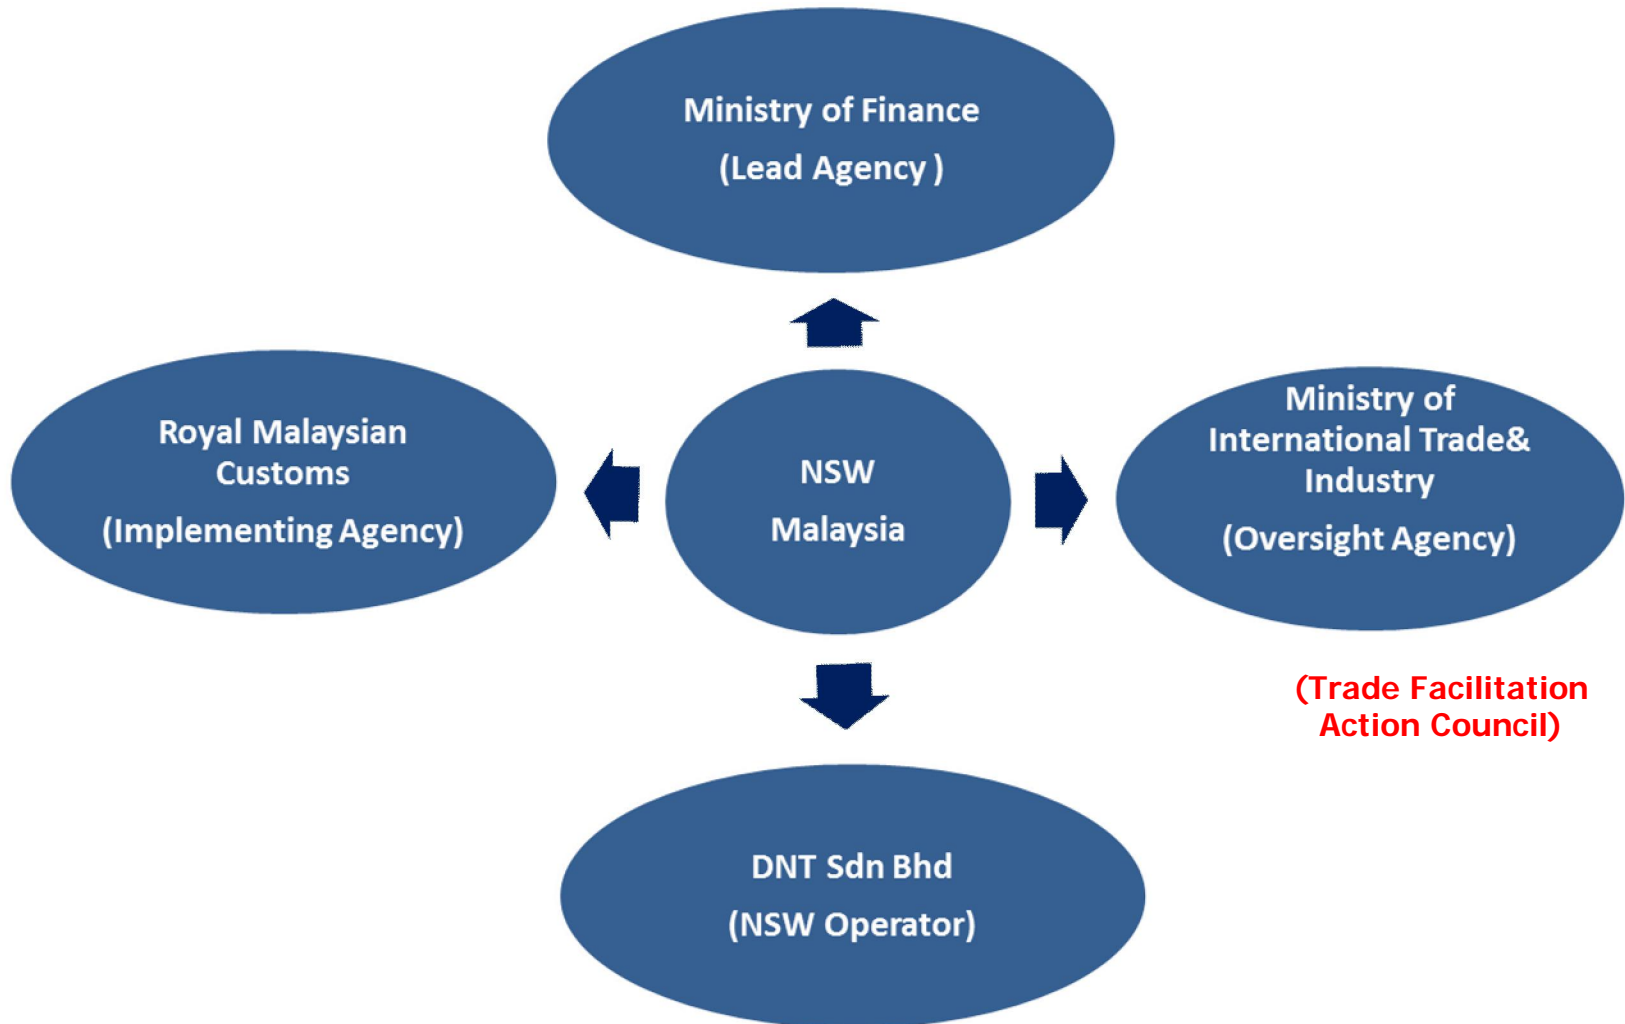 Ministry of Finance
(Lead Agency )
Royal Malaysian
Customs
(Implementing Agency)
NSW
Malaysia
Ministry of
International Trade&
Industry
(Oversight Agency)
(Trade Facilitation
Action Council)
DNT Sdn Bhd
(NSW Operator)